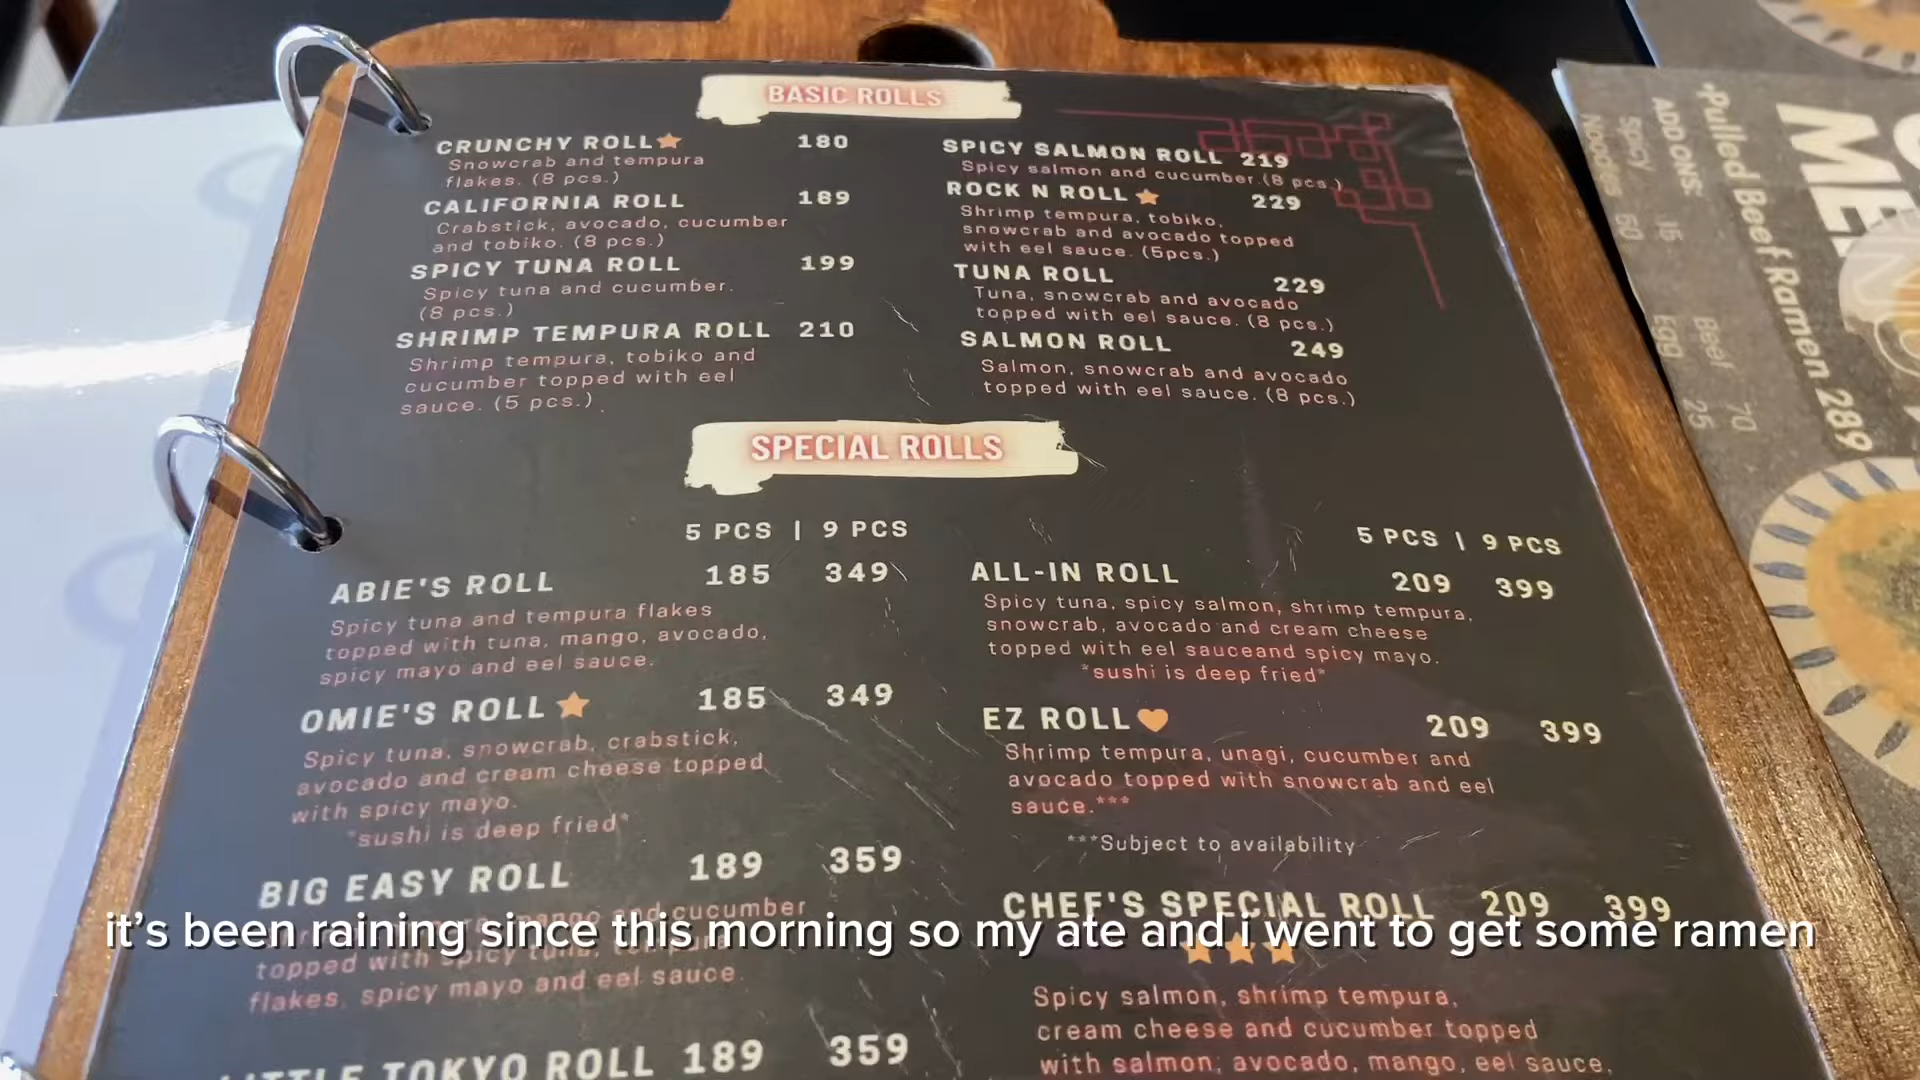 BASIC ROLLS
CRUNCHY ROLL 180
Snowcrab and tempura
flakes. (8 pcs.)
CALIFORNIA ROLL 189
Crabstick, avocado, cucumber
and tobiko. (8 pcs.)
SPICY TUNA ROLL 199
Spicy tuna and cucumber.
(8 pcs.)
SHRIMP TEMPURA ROLL 210
Shrimp tempura, tobiko and
cucumber topped with eel
sauce. (5 pcs.)
SPICY SALMON ROLL 219
Spicy salmon and cucumber.(8 pcs.)
ROCK N ROLL 229
Shrimp tempura, tobiko,
snowcrab and avocado topped
with eel sauce. (5pcs.)
TUNA ROLL 229
Tuna, snowcrab and avocado
topped with eel sauce. (8 pcs.)
SALMON ROLL 249
Salmon, snowcrab and avocado
topped with eel sauce. (8 pcs.)
SPECIAL ROLLS
5 PCS | 9 PCS
ABIE'S ROLL 185 349
Spicy tuna and tempura flakes
topped with tuna, mango, avocado,
spicy mayo and eel sauce.
OMIE'S ROLL 185 349
Spicy tuna, snowcrab, crabstick,
avocado and cream cheese topped
with spicy mayo.
*sushi is deep fried*
BIG EASY ROLL 189 359
mango and cucumber
topped with spicy tuna, tempura
flakes, spicy mayo and eel sauce.
LITTLE TOKYO ROLL 189 359
5 PCS | 9 PCS
ALL-IN ROLL 209 399
Spicy tuna, spicy salmon, shrimp tempura,
snowcrab, avocado and cream cheese
topped with eel sauceand spicy mayo.
*sushi is deep fried*
EZ ROLL 209 399
Shrimp tempura, unagi, cucumber and
avocado topped with snowcrab and eel
sauce.***
***Subject to availability
CHEF'S SPECIAL ROLL 209 399
Spicy salmon, shrimp tempura,
cream cheese and cucumber topped
with salmon, avocado, mango, eel sauce,
it's been raining since this morning so my ate and i went to get some ramen
Pulled Beef Ramen 289
ADD ONS:
Spicy 15 Beef 70
Noodles 50 Egg 25